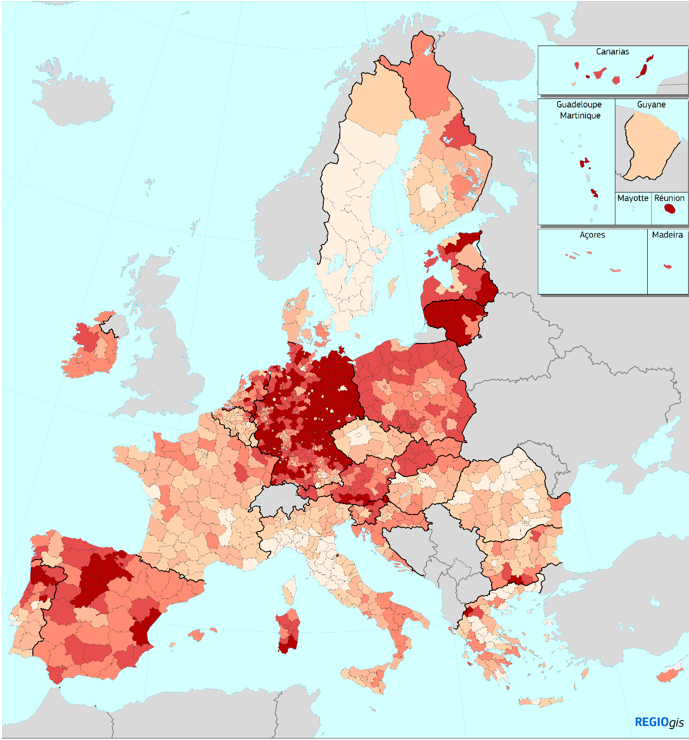 Canarias
Guadeloupe
Martinique
Guyane
Mayotte
Réunion
Açores
Madeira
REGIOgis